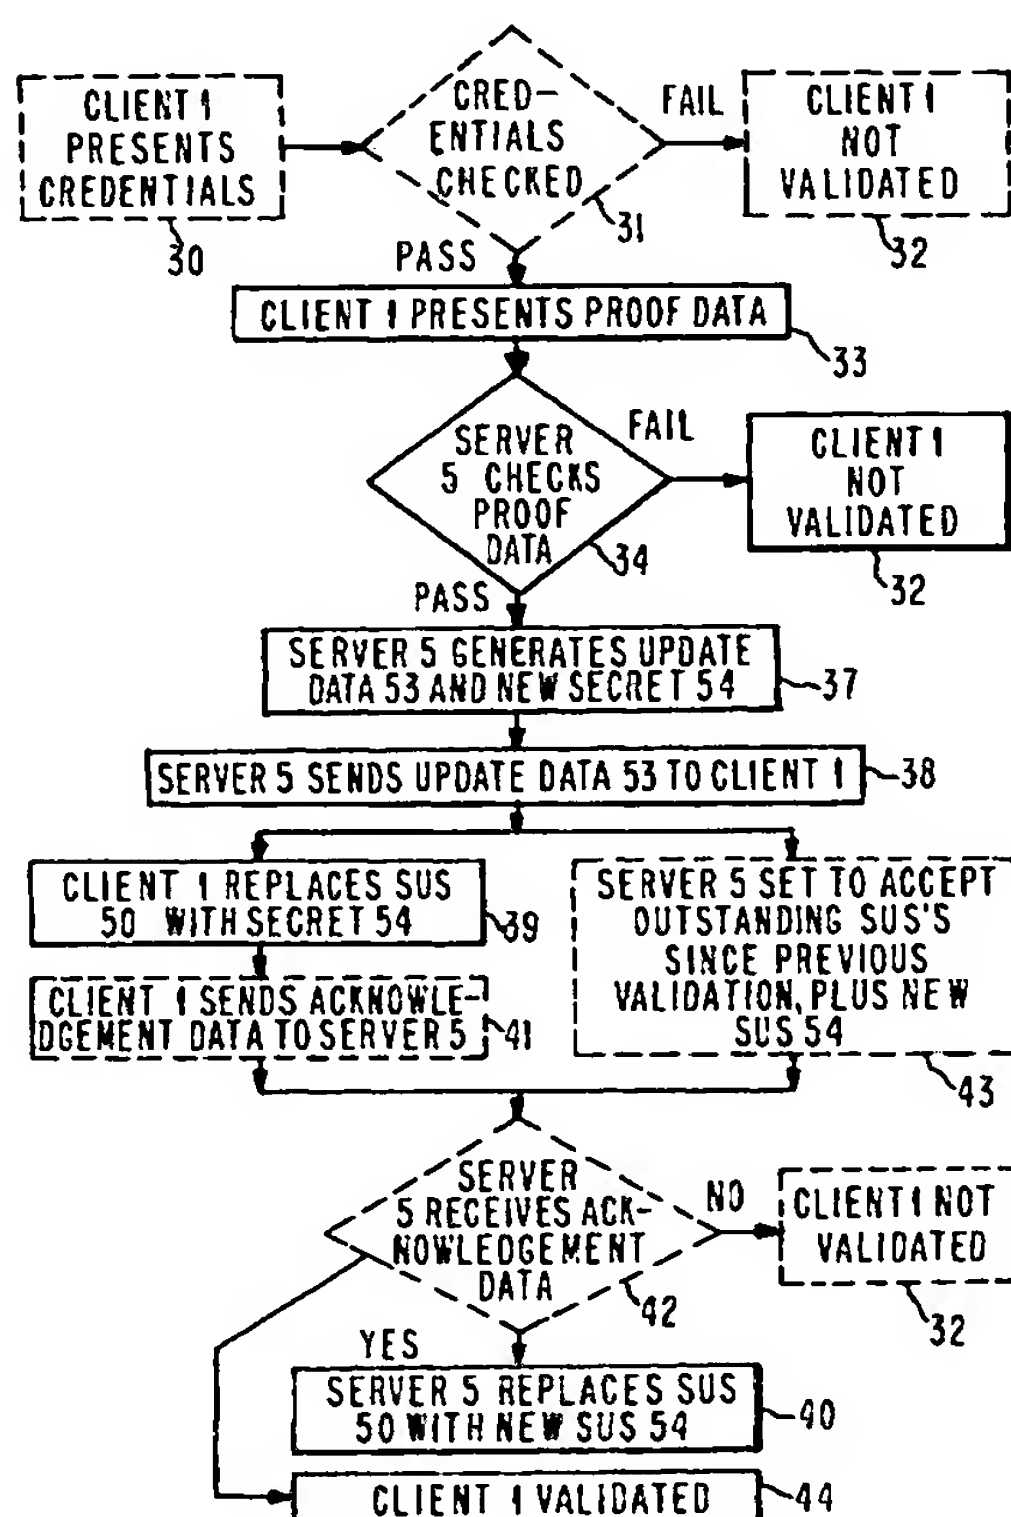 CLIENT 1
PRESENTS
CREDENTIALS
30
CRED-
ENTIALS
CHECKED
31
FAIL
CLIENT 1
NOT
VALIDATED
32
PASS
CLIENT 1 PRESENTS PROOF DATA
33
SERVER
5 CHECKS
PROOF
DATA
34
FAIL
CLIENT 1
NOT
VALIDATED
32
PASS
SERVER 5 GENERATES UPDATE
DATA 53 AND NEW SECRET 54
37
SERVER 5 SENDS UPDATE DATA 53 TO CLIENT 1
38
CLIENT 1 REPLACES SUS
50 WITH SECRET 54
39
CLIENT 1 SENDS ACKNOWLE-
DGEMENT DATA TO SERVER 5
41
SERVER 5 SET TO ACCEPT
OUTSTANDING SUS'S
SINCE PREVIOUS
VALIDATION, PLUS NEW
SUS 54
43
SERVER
5 RECEIVES ACK-
NOWLEDGEMENT
DATA
42
NO
CLIENT 1 NOT
VALIDATED
32
YES
SERVER 5 REPLACES SUS
50 WITH NEW SUS 54
40
CLIENT 1 VALIDATED
44